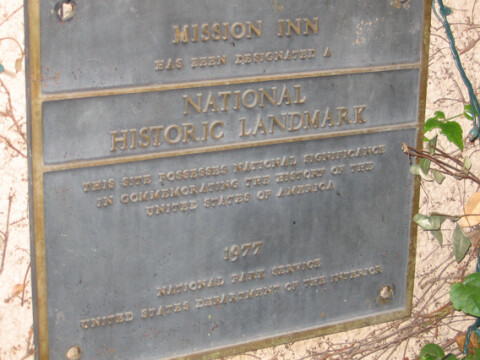 MISSION INN
HAS BEEN DESIGNATED A
NATIONAL
HISTORIC LANDMARK
THIS SITE POSSESSES NATIONAL SIGNIFICANCE
IN COMMEMORATING THE HISTORY OF THE
UNITED STATES OF AMERICA
1977
NATIONAL PARK SERVICE
UNITED STATES DEPARTMENT OF THE INTERIOR